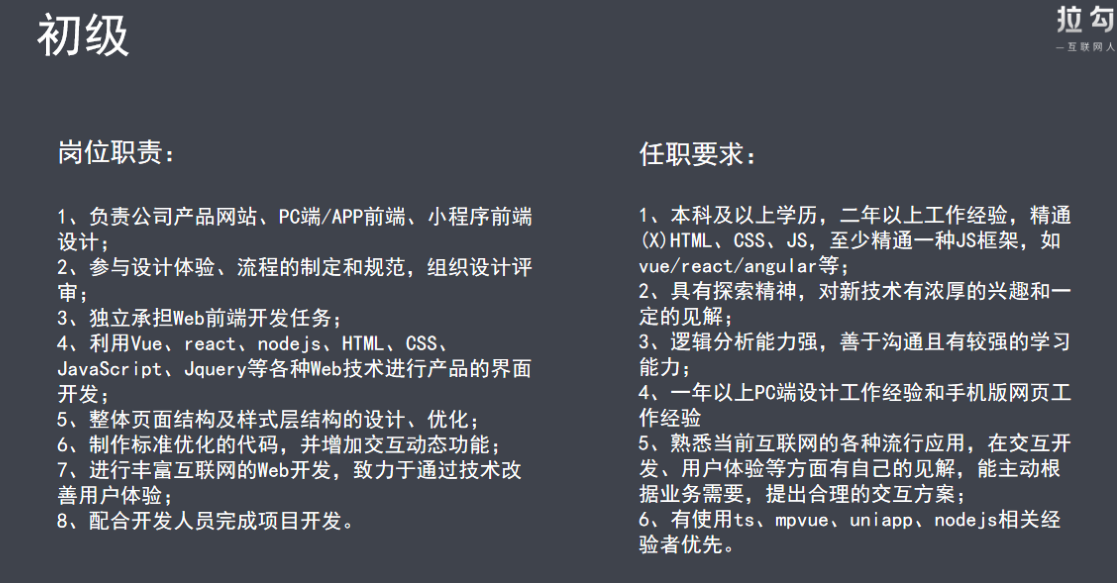 初级
拉勾
—互联网人
岗位职责：
1、负责公司产品网站、PC端/APP前端、小程序前端
设计；
2、参与设计体验、流程的制定和规范，组织设计评
审；
3、独立承担Web前端开发任务；
4、利用Vue、react、nodejs、HTML、CSS、
JavaScript、Jquery等各种Web技术进行产品的界面
开发；
5、整体页面结构及样式层结构的设计、优化；
6、制作标准优化的代码，并增加交互动态功能；
7、进行丰富互联网的Web开发，致力于通过技术改
善用户体验；
8、配合开发人员完成项目开发。
任职要求：
1、本科及以上学历，二年以上工作经验，精通
(X)HTML、CSS、JS，至少精通一种JS框架，如
vue/react/angular等；
2、具有探索精神，对新技术有浓厚的兴趣和一
定的见解；
3、逻辑分析能力强，善于沟通且有较强的学习
能力；
4、一年以上PC端设计工作经验和手机版网页工
作经验
5、熟悉当前互联网的各种流行应用，在交互开
发、用户体验等方面有自己的见解，能主动根
据业务需要，提出合理的交互方案；
6、有使用ts、mpvue、uniapp、nodejs相关经
验者优先。